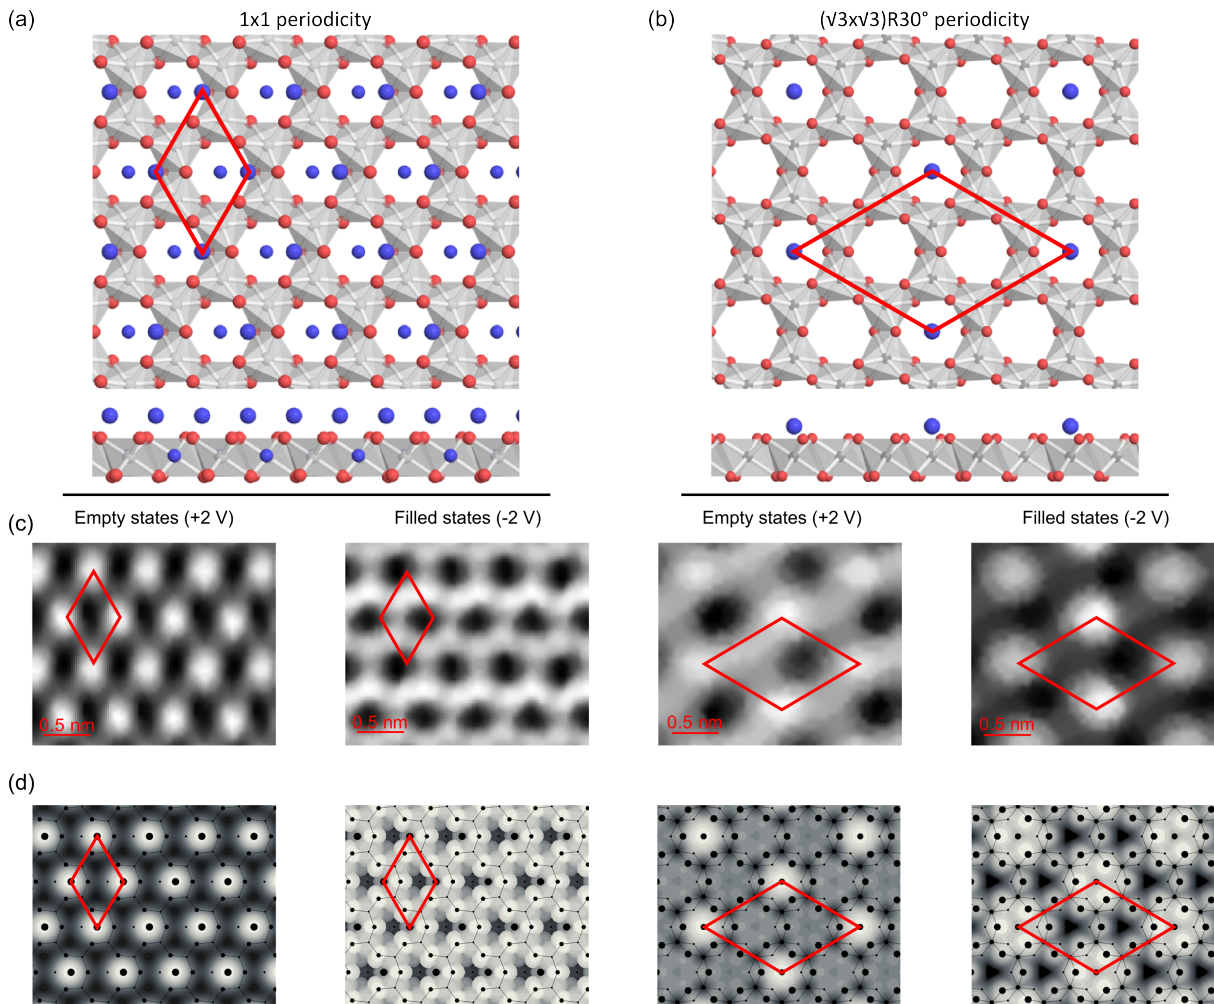 (a)
1x1 periodicity
(b)
(√3x√3)R30° periodicity
(c)
Empty states (+2 V)
Filled states (-2 V)
Empty states (+2 V)
Filled states (-2 V)
0.5 nm
0.5 nm
0.5 nm
0.5 nm
(d)